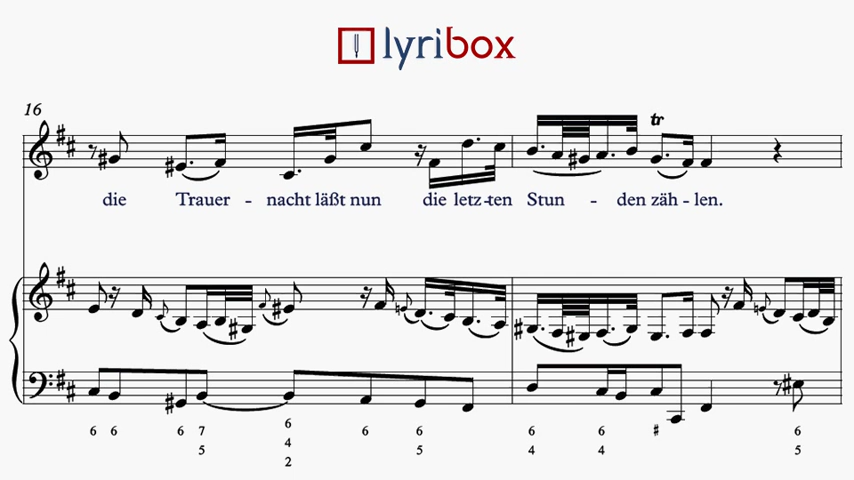 lyribox
16
tr
die Trauer - nacht läßt nun die letz-ten Stun - den zäh - len.
6 6 6 7 6 6 6 6 6 # 6
5 4 5 4 4 5
2